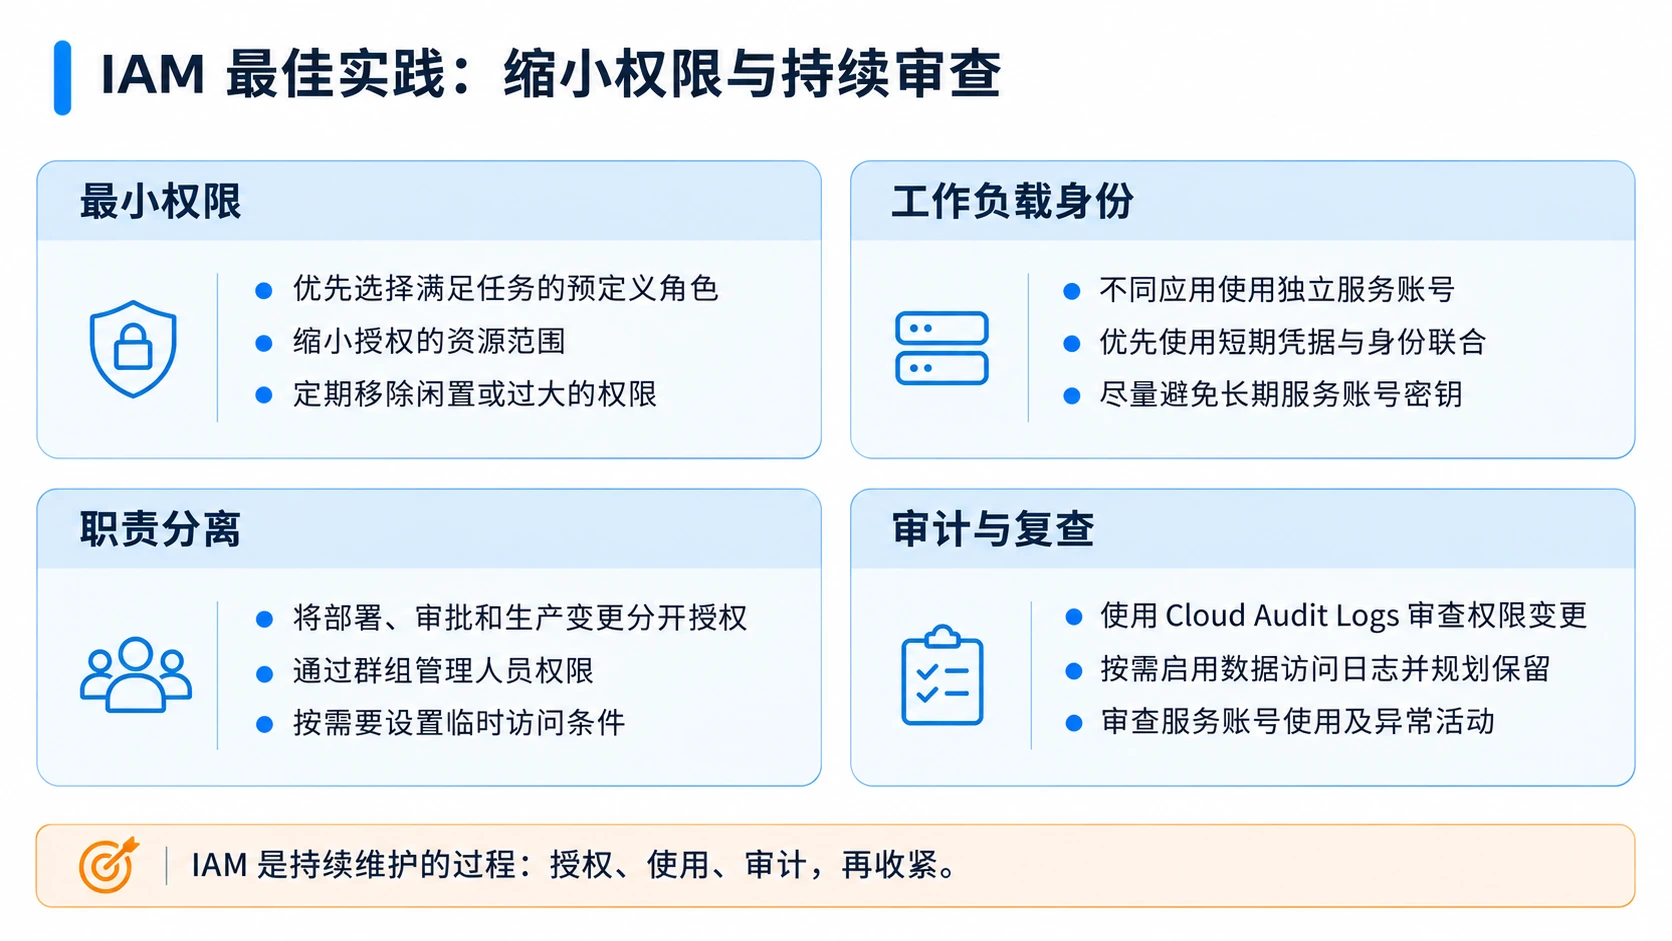 IAM 最佳实践：缩小权限与持续审查
最小权限
优先选择满足任务的预定义角色
缩小授权的资源范围
定期移除闲置或过大的权限
工作负载身份
不同应用使用独立服务账号
优先使用短期凭据与身份联合
尽量避免长期服务账号密钥
职责分离
将部署、审批和生产变更分开授权
通过群组管理人员权限
按需要设置临时访问条件
审计与复查
使用 Cloud Audit Logs 审查权限变更
按需启用数据访问日志并规划保留
审查服务账号使用及异常活动
IAM 是持续维护的过程：授权、使用、审计，再收紧。